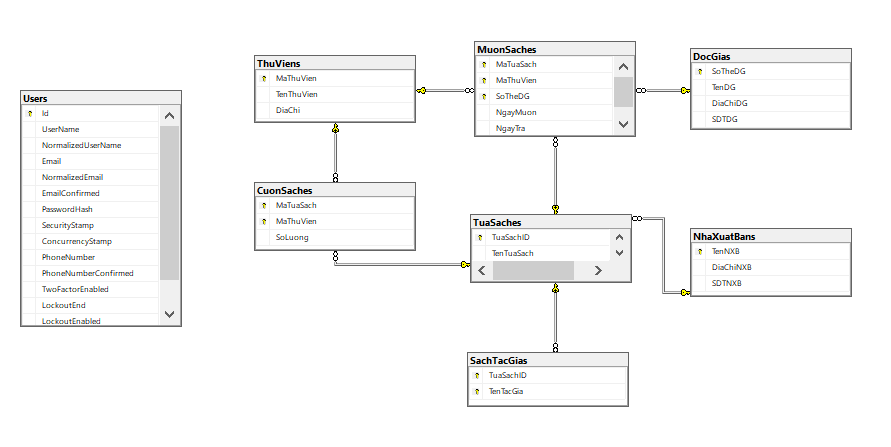 Users
Id
UserName
NormalizedUserName
Email
NormalizedEmail
EmailConfirmed
PasswordHash
SecurityStamp
ConcurrencyStamp
PhoneNumber
PhoneNumberConfirmed
TwoFactorEnabled
LockoutEnd
LockoutEnabled
ThuViens
MaThuVien
TenThuVien
DiaChi
CuonSaches
MaTuaSach
MaThuVien
SoLuong
MuonSaches
MaTuaSach
MaThuVien
SoTheDG
NgayMuon
NgayTra
TuaSaches
TuaSachID
TenTuaSach
SachTacGias
TuaSachID
TenTacGia
DocGias
SoTheDG
TenDG
DiaChiDG
SDTDG
NhaXuatBans
TenNXB
DiaChiNXB
SDTNXB